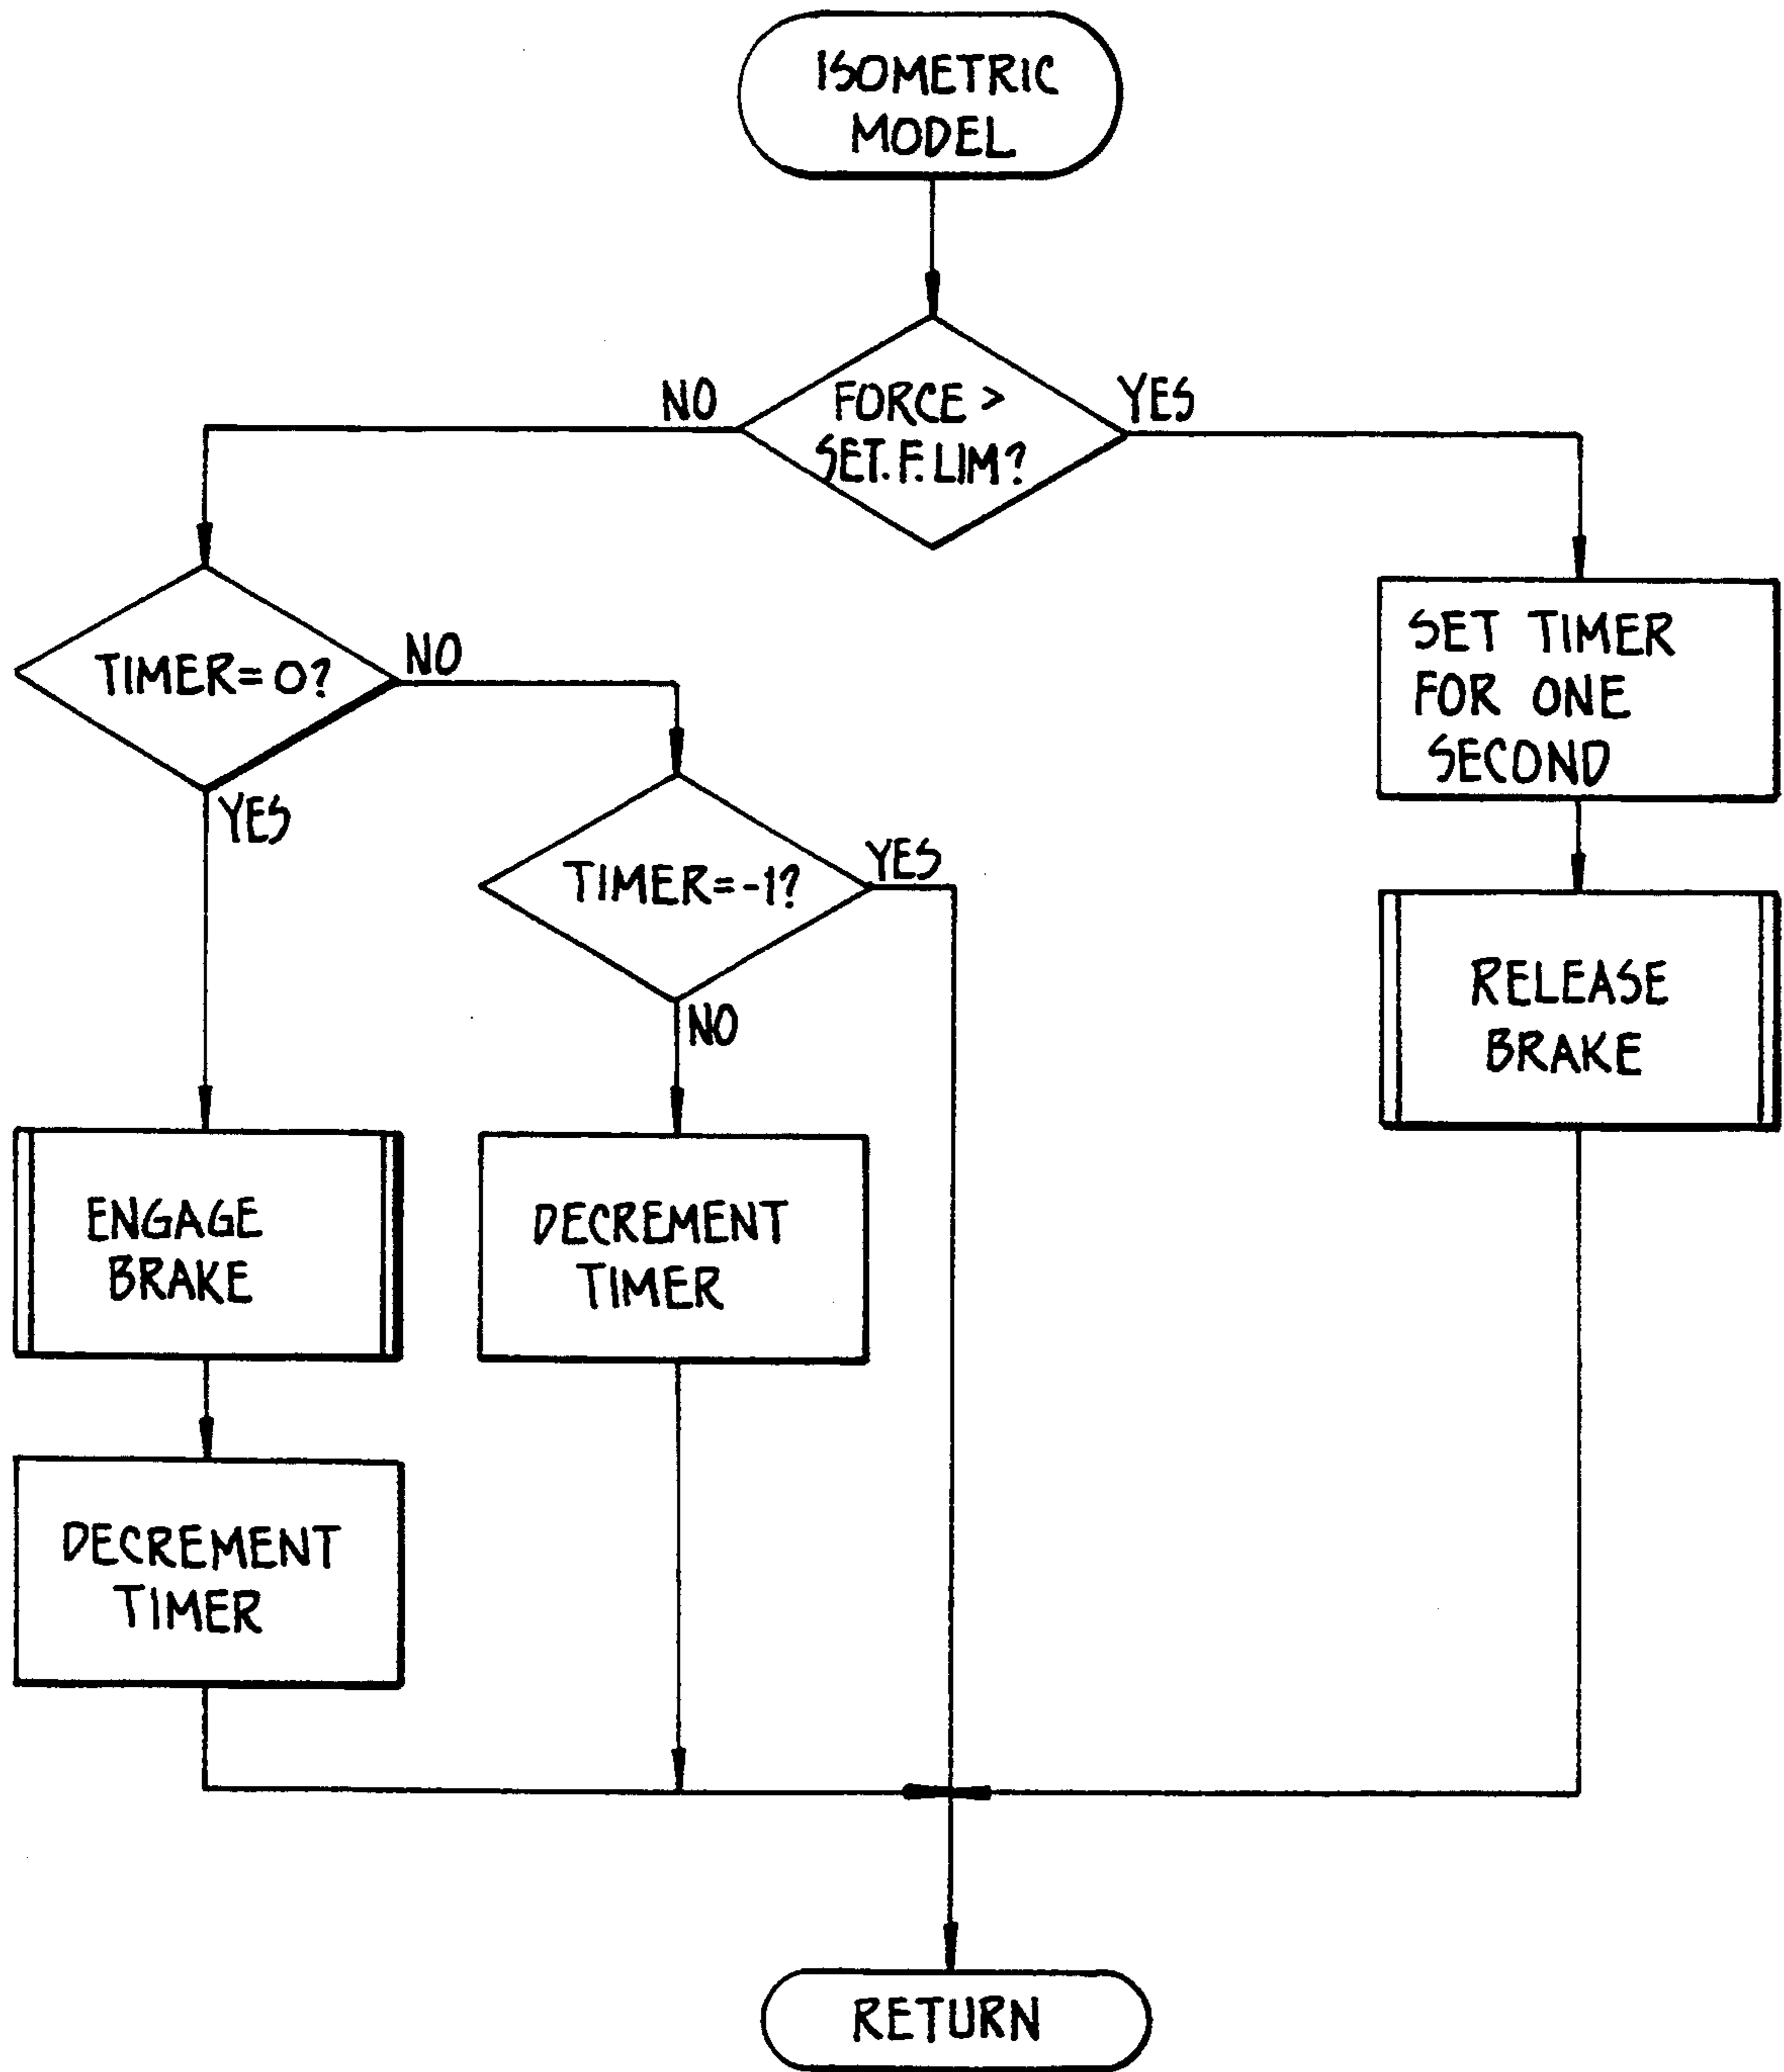 ISOMETRIC
MODEL
FORCE >
SET.F.LIM?
NO
YES
TIMER=0?
NO
YES
SET TIMER
FOR ONE
SECOND
TIMER=-1?
YES
NO
RELEASE
BRAKE
ENGAGE
BRAKE
DECREMENT
TIMER
DECREMENT
TIMER
RETURN